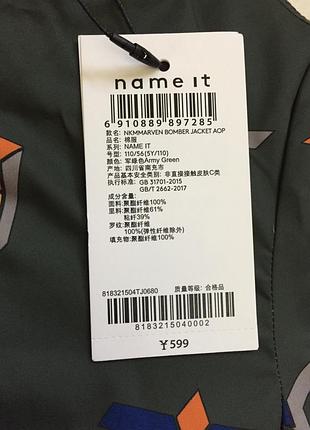 name it
6 910889 897285
款名: NKMMARVEN BOMBER JACKET AOP
品名: 棉服
系列: NAME IT
号型: 110/56(5Y/110)
颜色: 军绿色Army Green
产地: 四川省南充市
产品基本安全类别: 非直接接触皮肤C类
执行标准: GB 31701-2015
GB/T 2662-2017
成分含量:
面料: 聚酯纤维100%
里料: 聚酯纤维61%
粘纤39%
罗纹: 聚酯纤维
100%(弹性纤维除外)
填充物: 聚酯纤维100%
818321504TJ0680 质量等级: 合格品
8183215040002
￥599